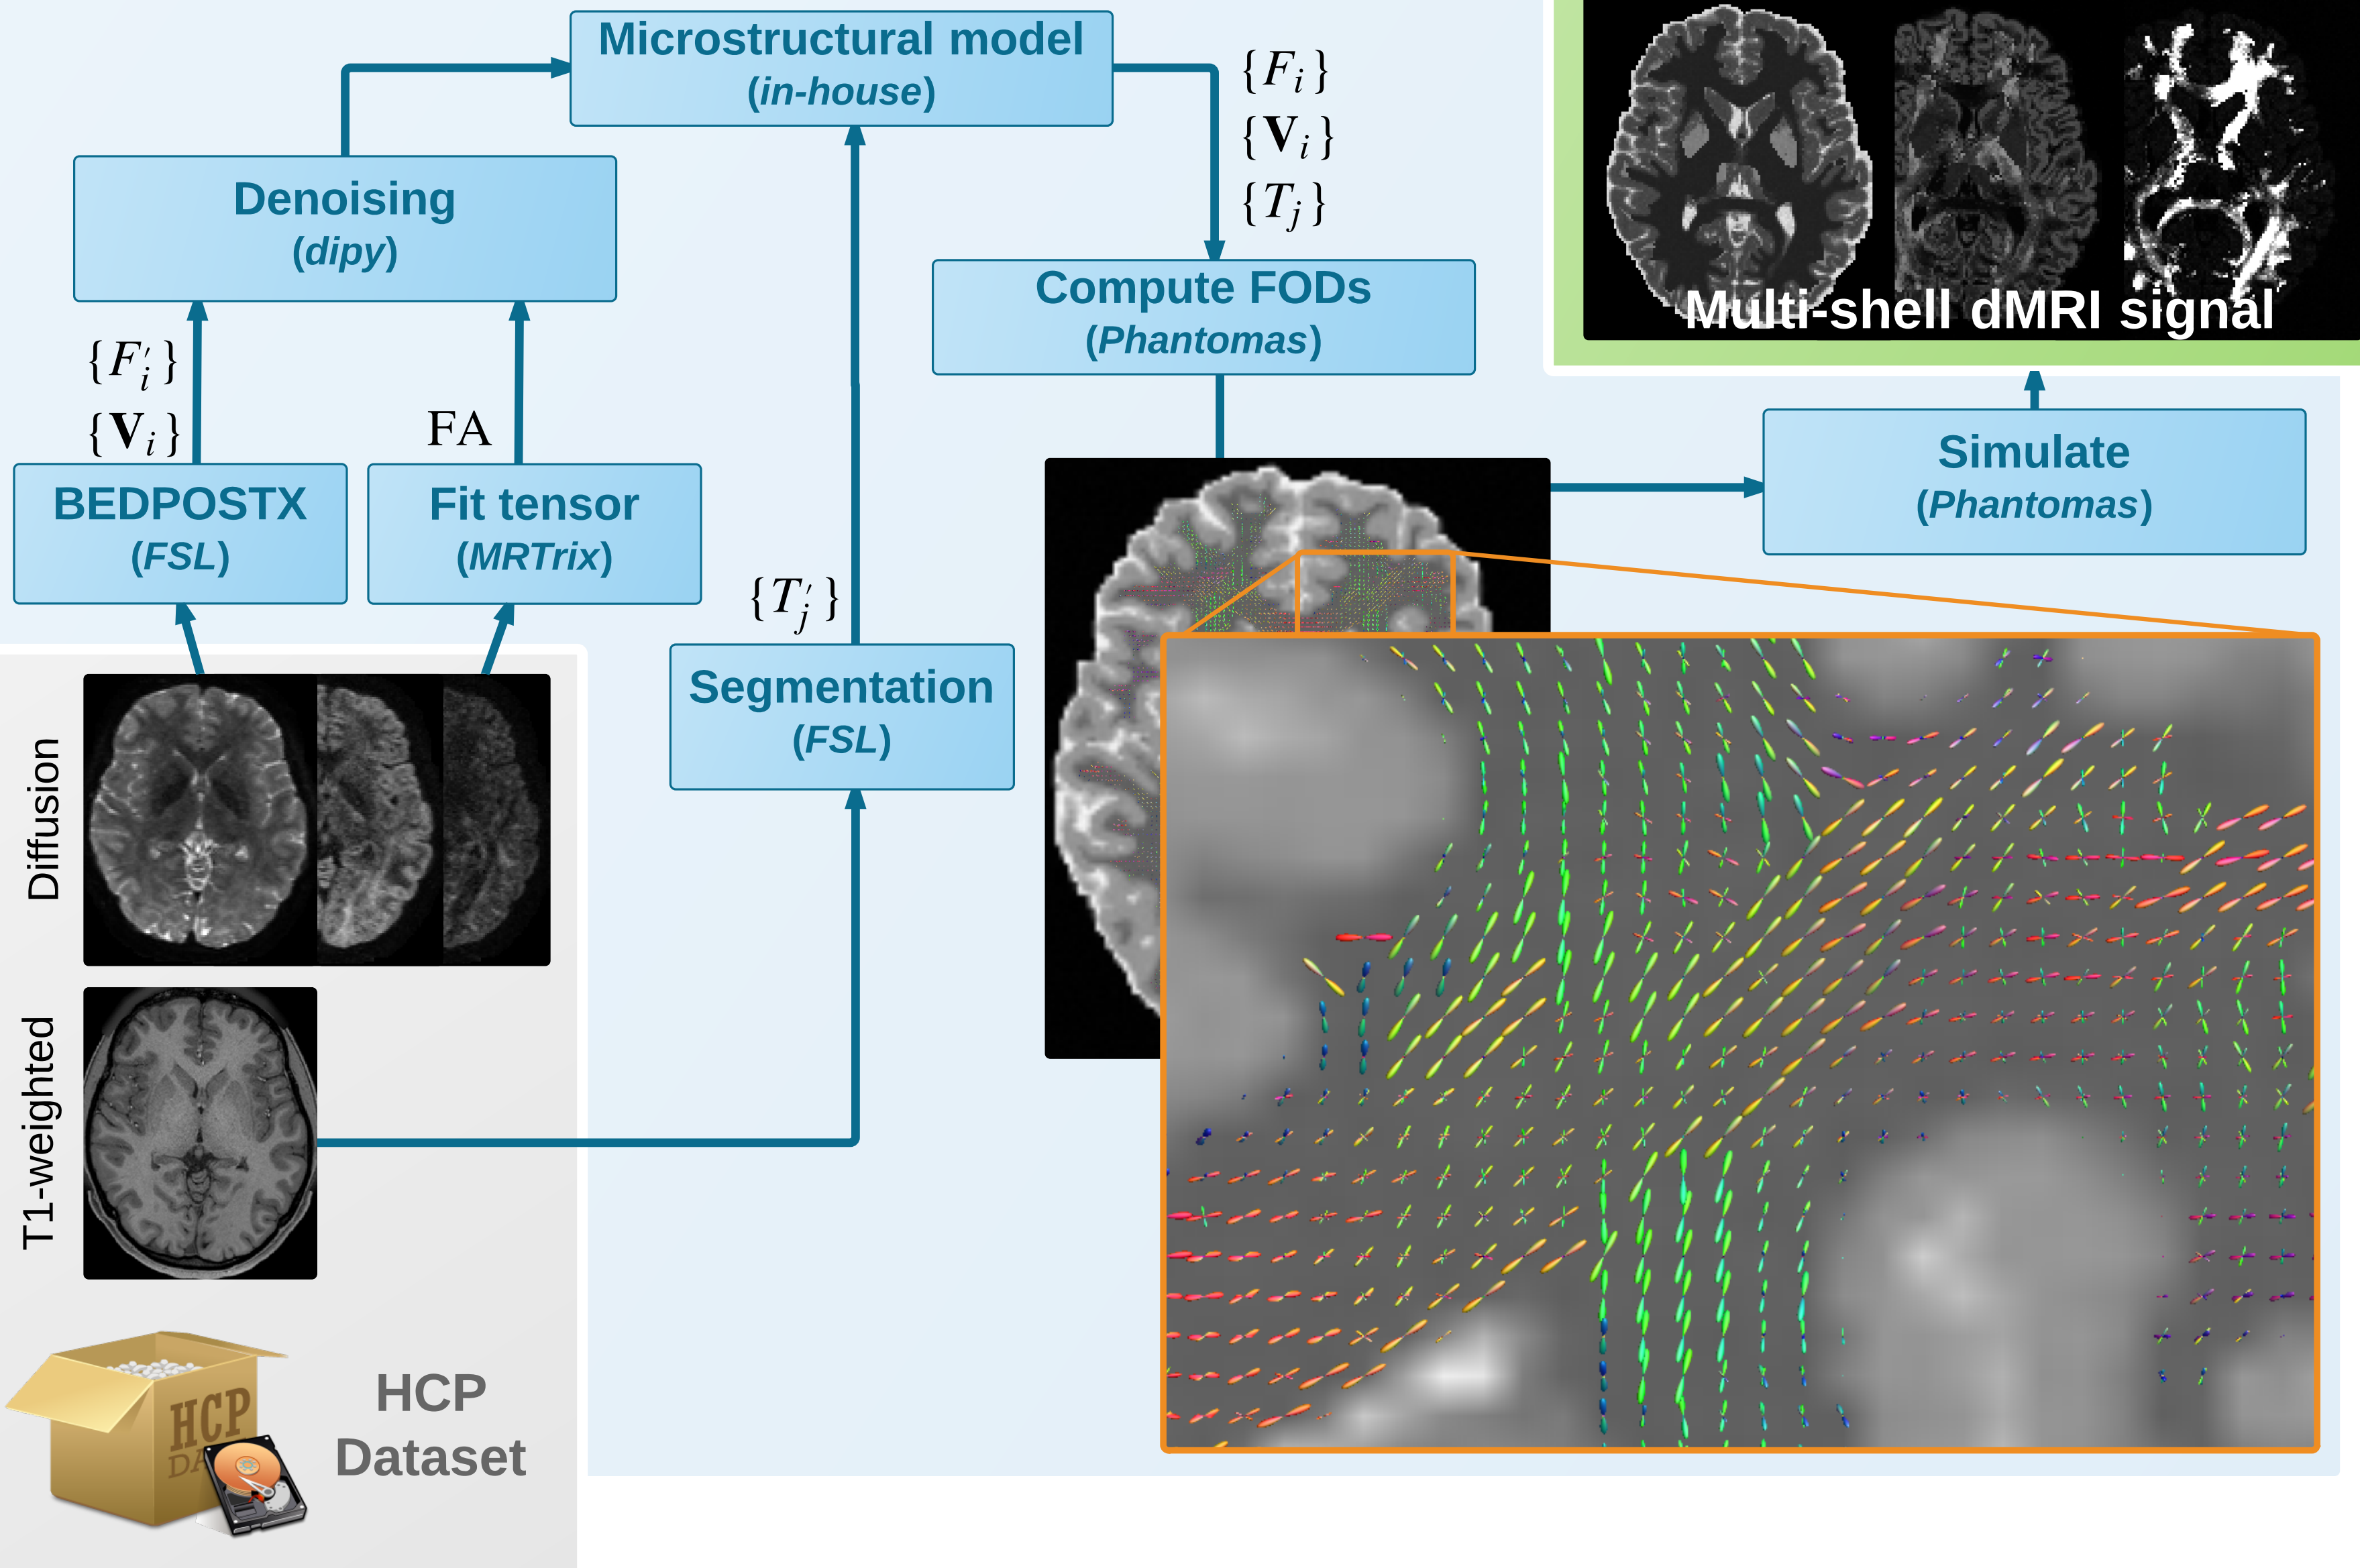 Microstructural model
(in-house)
{F_i}
{V_i}
{T_j}
Denoising
(dipy)
Compute FODs
(Phantomas)
Multi-shell dMRI signal
{F'_i}
{V_i}
FA
BEDPOSTX
(FSL)
Fit tensor
(MRTrix)
Simulate
(Phantomas)
{T'_j}
Segmentation
(FSL)
Diffusion
T1-weighted
HCP
DA
HCP
Dataset